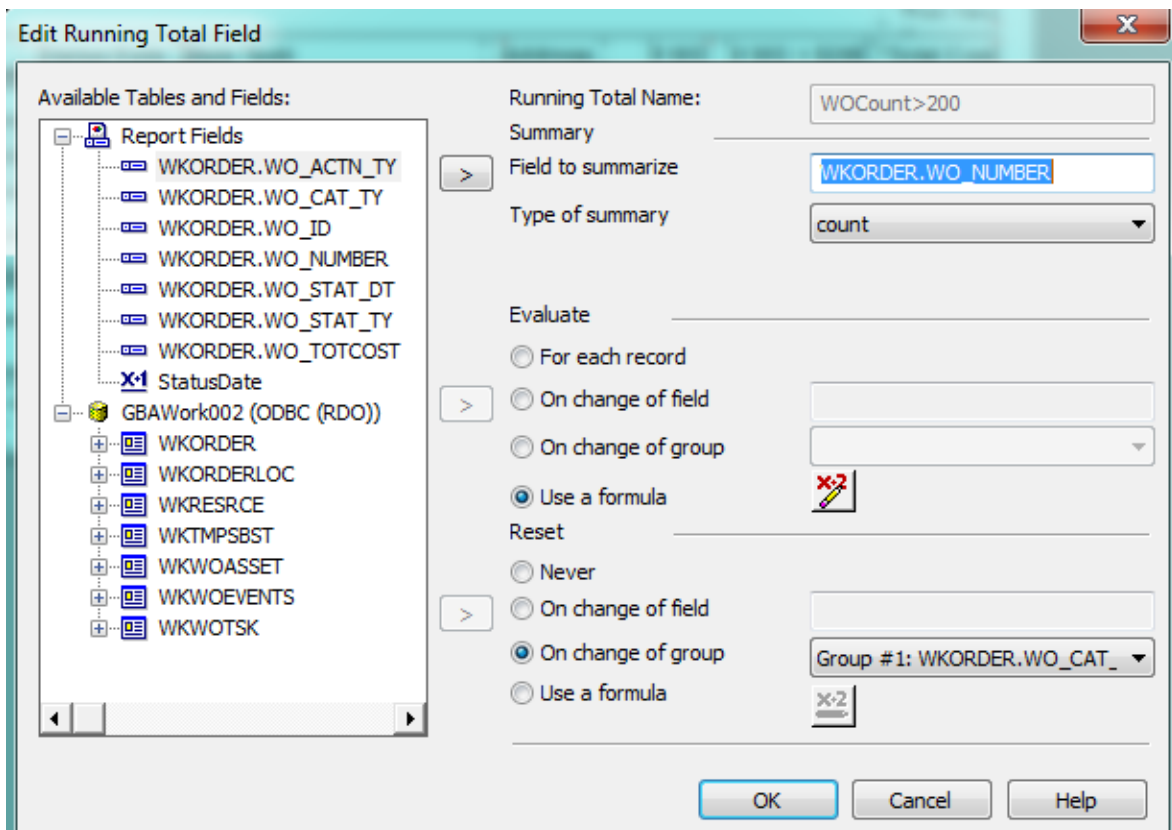 Edit Running Total Field
x
Available Tables and Fields:
Report Fields
WKORDER.WO_ACTN_TY
WKORDER.WO_CAT_TY
WKORDER.WO_ID
WKORDER.WO_NUMBER
WKORDER.WO_STAT_DT
WKORDER.WO_STAT_TY
WKORDER.WO_TOTCOST
x+1 StatusDate
GBAWork002 (ODBC (RDO))
WKORDER
WKORDERLOC
WKRESRCE
WKTMPSBST
WKWOASSET
WKWOEVENTS
WKWOTSK
Running Total Name: WOCount>200
Summary
> Field to summarize WKORDER.WO_NUMBER
Type of summary count
Evaluate
For each record
> On change of field
On change of group
Use a formula x+2
Reset
Never
> On change of field
On change of group Group #1: WKORDER.WO_CAT_
Use a formula x+2
OK Cancel Help